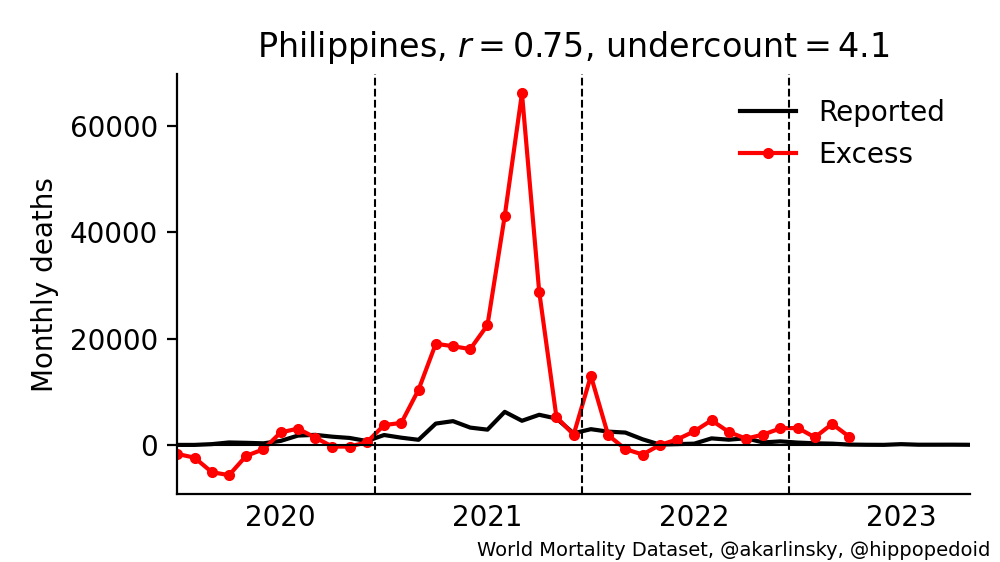 Philippines, r = 0.75, undercount = 4.1
Reported
Excess
Monthly deaths
60000
40000
20000
0
2020 2021 2022 2023
World Mortality Dataset, @akarlinsky, @hippopedoid